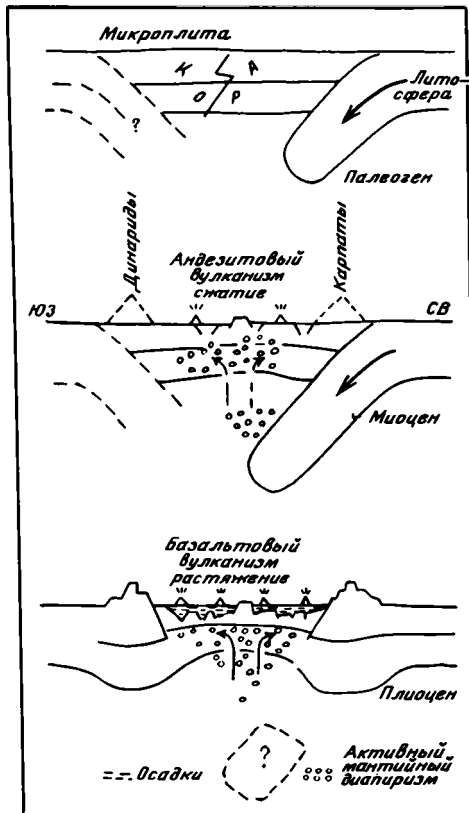 Микроплита
К А
О Р
?
Лито-
сфера
Палеоген
Динариды
Карпаты
Андезитовый
вулканизм
сжатие
ЮЗ
СВ
Миоцен
Базальтовый
вулканизм
растяжение
Плиоцен
Осадки
?
Активный
мантийный
диапиризм